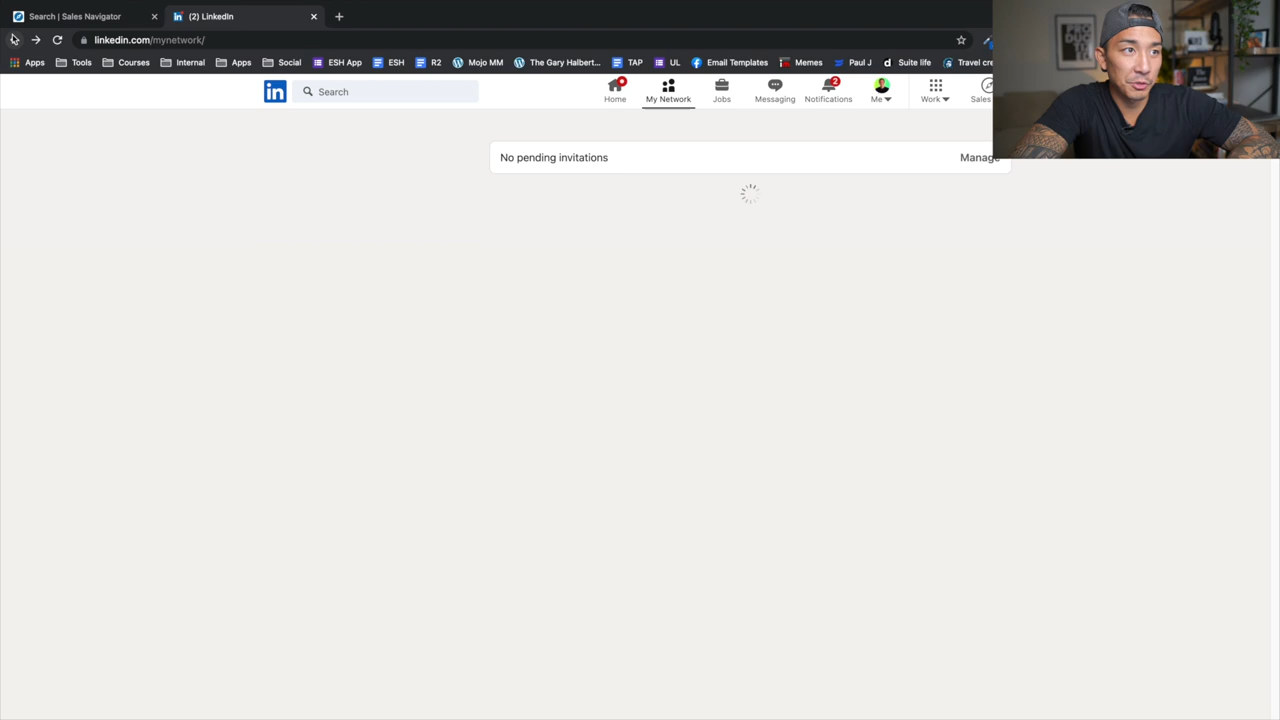 Search | Sales Navigator
(2) LinkedIn
linkedin.com/mynetwork/
Apps Tools Courses Internal Apps Social ESH App ESH R2 Mojo MM The Gary Halbert... TAP UL Email Templates Memes Paul J Suite life Travel cre
in Search Home My Network Jobs Messaging 2 Notifications Me Work Sales
No pending invitations Manage